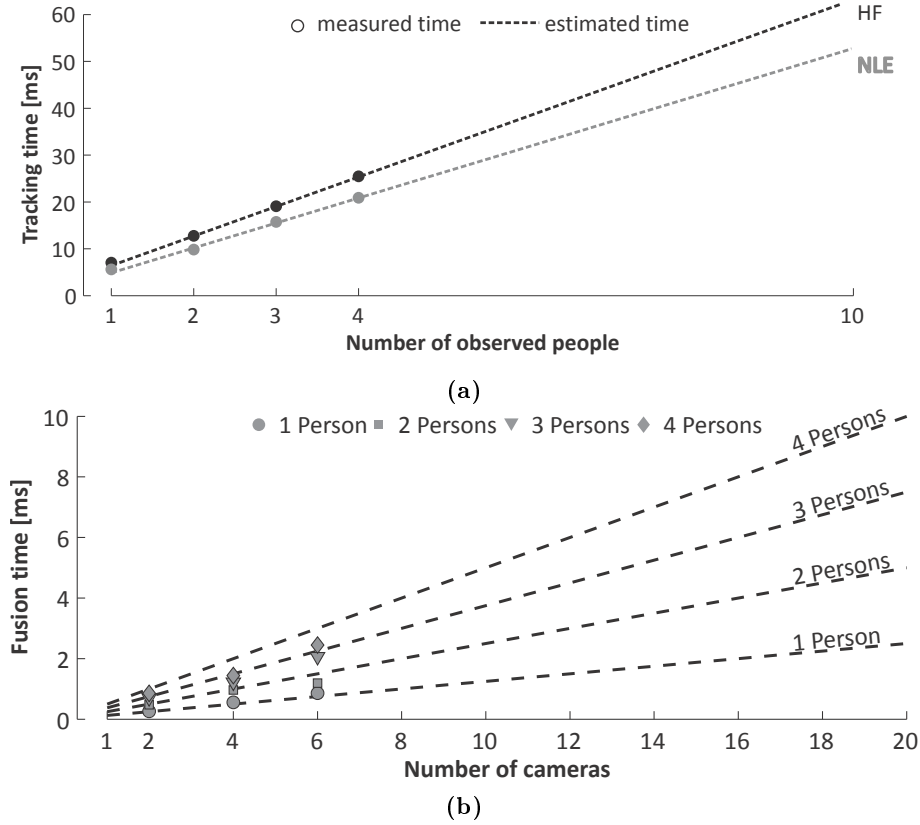 60
50
40
30
20
10
0
Tracking time [ms]
measured time
estimated time
HF
NLE
1
2
3
4
10
Number of observed people
(a)
10
8
6
4
2
0
Fusion time [ms]
1 Person
2 Persons
3 Persons
4 Persons
4 Persons
3 Persons
2 Persons
1 Person
1
2
4
6
8
10
12
14
16
18
20
Number of cameras
(b)